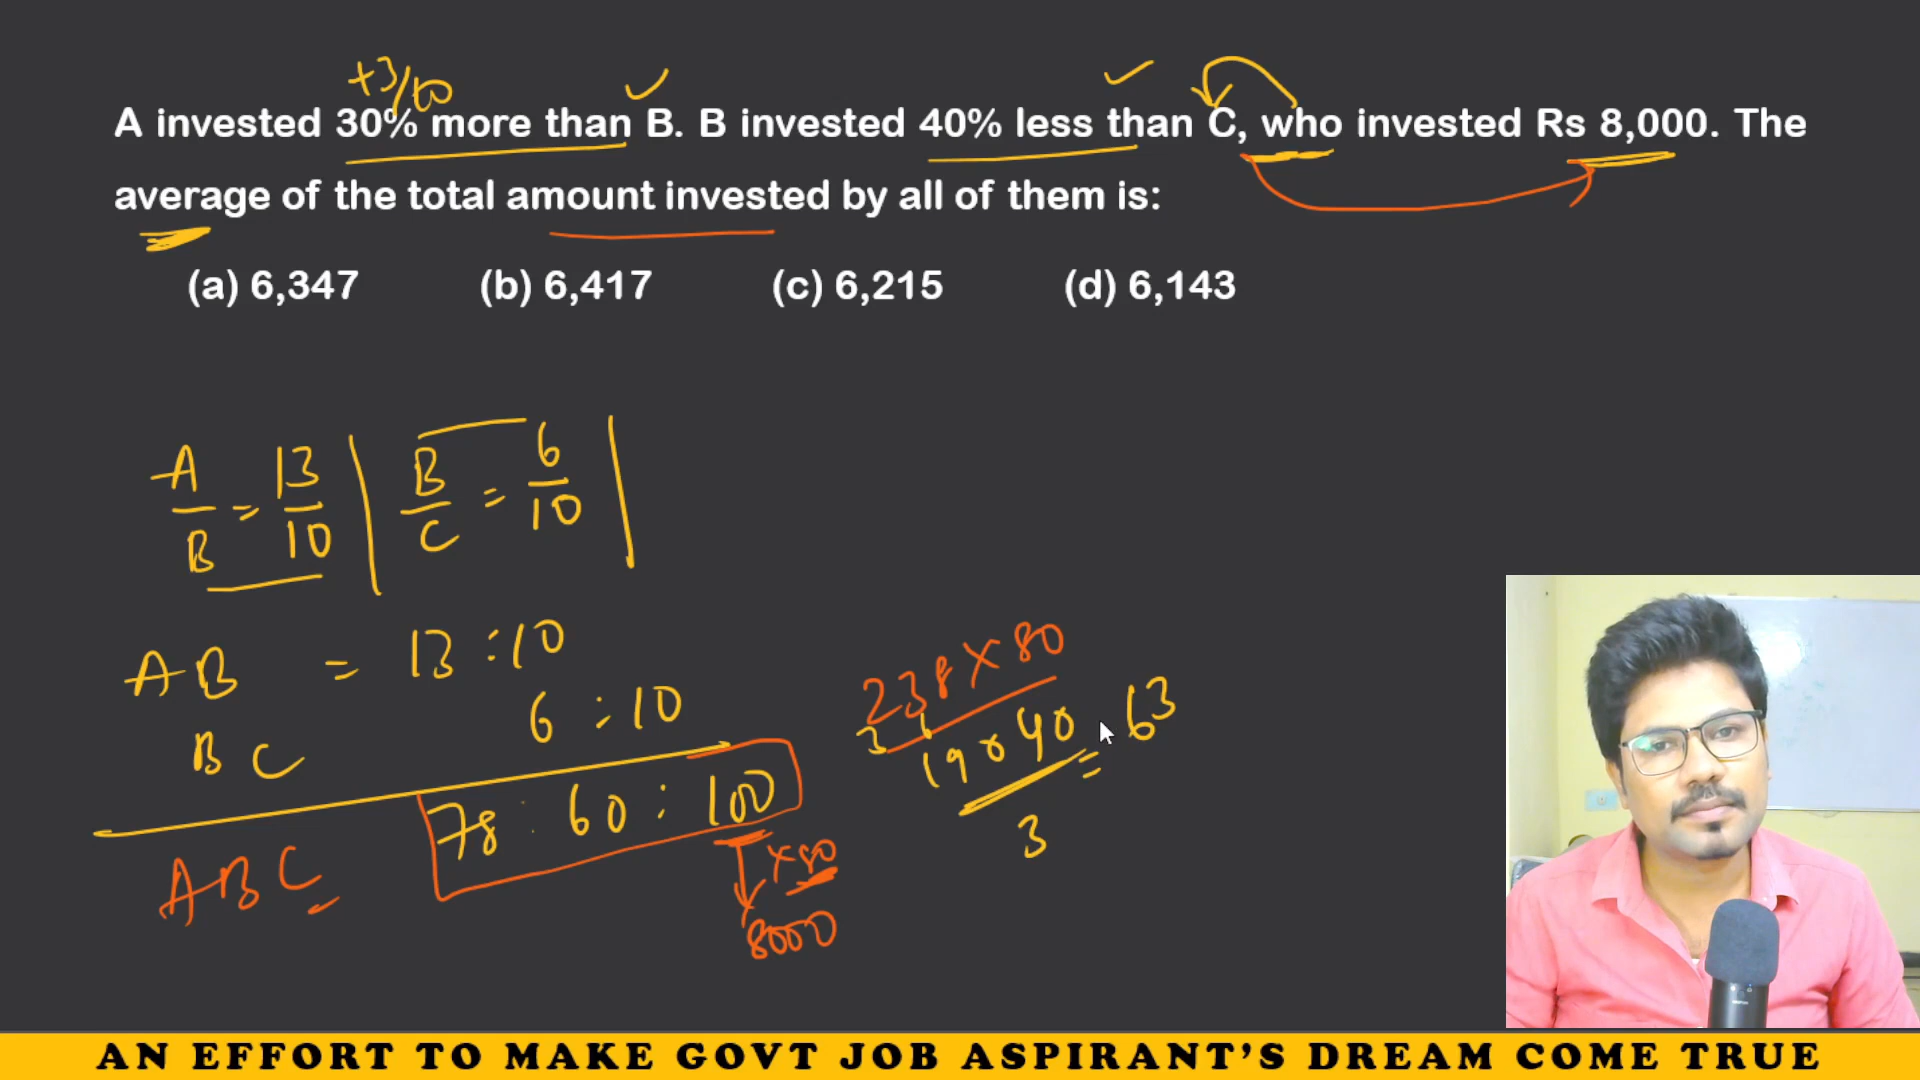 +3/10
A invested 30% more than B. B invested 40% less than C, who invested Rs 8,000. The
average of the total amount invested by all of them is:
(a) 6,347 (b) 6,417 (c) 6,215 (d) 6,143
A/B = 13/10 | B/C = 6/10 |
A B = 13 : 10
B C 6 : 10
A B C 78 : 60 : 100
×80
8000
238 × 80
3
19040/3 = 63
AN EFFORT TO MAKE GOVT JOB ASPIRANT'S DREAM COME TRUE